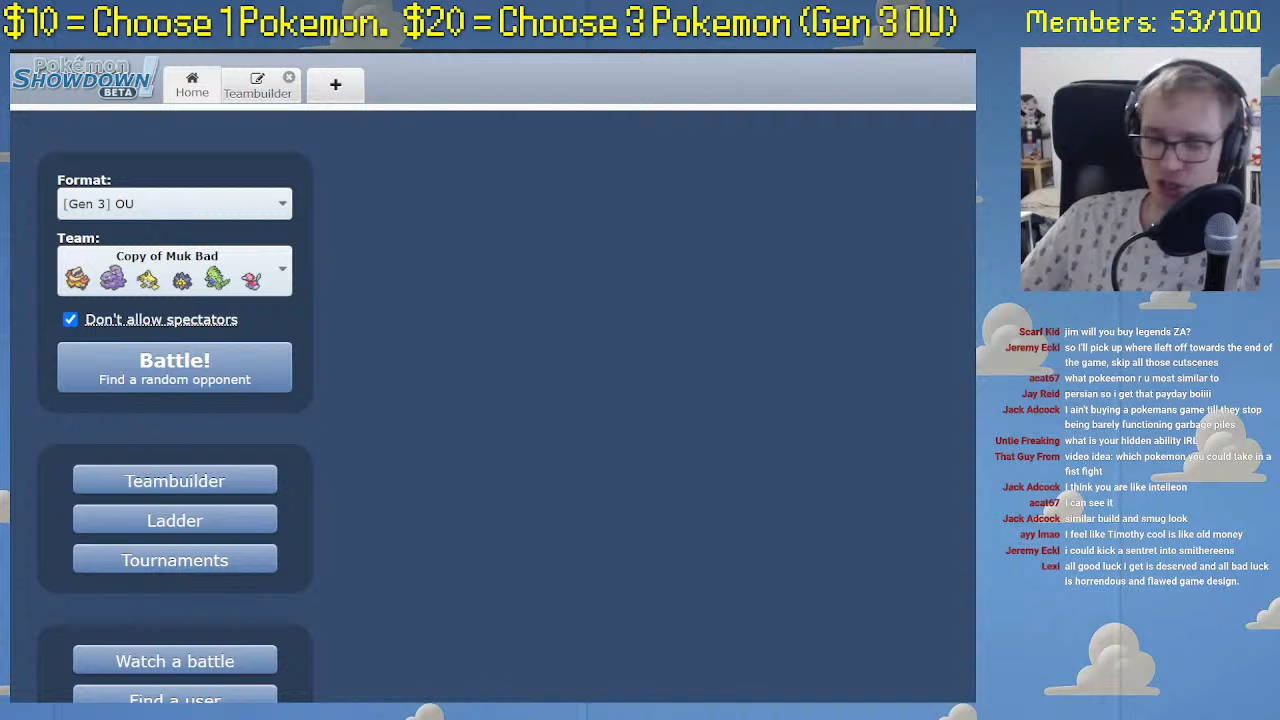 $10 = Choose 1 Pokemon. $20 = Choose 3 Pokemon (Gen 3 OU)
Members: 53/100
Pokémon
SHOWDOWN!
BETA
Home
Teambuilder
+
Format:
[Gen 3] OU
Team:
Copy of Muk Bad
Don't allow spectators
Battle!
Find a random opponent
Teambuilder
Ladder
Tournaments
Watch a battle
Find a user
Scarf Kid jim will you buy legends ZA?
Jeremy Eckl so I'll pick up where ileft off towards the end of
the game, skip all those cutscenes
acat67 what pokeemon r u most similar to
Jay Reid persian so i get that payday boiiii
Jack Adcock I ain't buying a pokemans game till they stop
being barely functioning garbage piles
Untie Freaking what is your hidden ability IRL
That Guy From video idea: which pokemon you could take in a
fist fight
Jack Adcock I think you are like intelleon
acat67 I can see it
Jack Adcock similar build and smug look
ayy lmao I feel like Timothy cool is like old money
Jeremy Eckl i could kick a sentret into smithereens
Lexi all good luck i get is deserved and all bad luck
is horrendous and flawed game design.